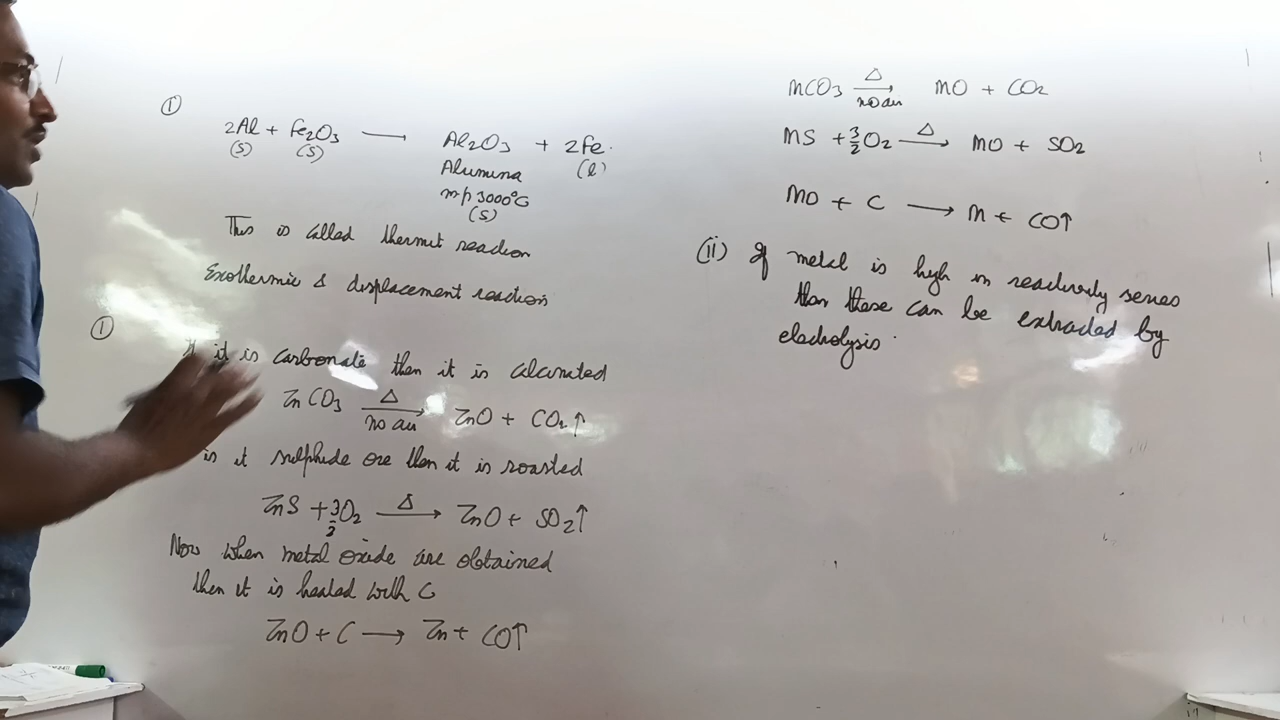 ①
2Al + Fe₂O₃ ⟶ Al₂O₃ + 2Fe.
(s) (s) Alumina (l)
m.p 3000°C
(s)
This is called thermit reaction
Exothermic & displacement reaction
①
If it is carbonate then it is calcinated
ZnCO₃ —Δ→ ZnO + CO₂↑
no air
is it sulphide ore then it is roasted
ZnS + 3/2O₂ —Δ→ ZnO + SO₂↑
Now when metal oxide are obtained
then it is heated with C
ZnO + C ⟶ Zn + CO↑
MCO₃ —Δ→ MO + CO₂
no air
MS + 3/2O₂ —Δ→ MO + SO₂
MO + C ⟶ M + CO↑
(ii) If metal is high in reactivity series
than these can be extracted by
electrolysis.